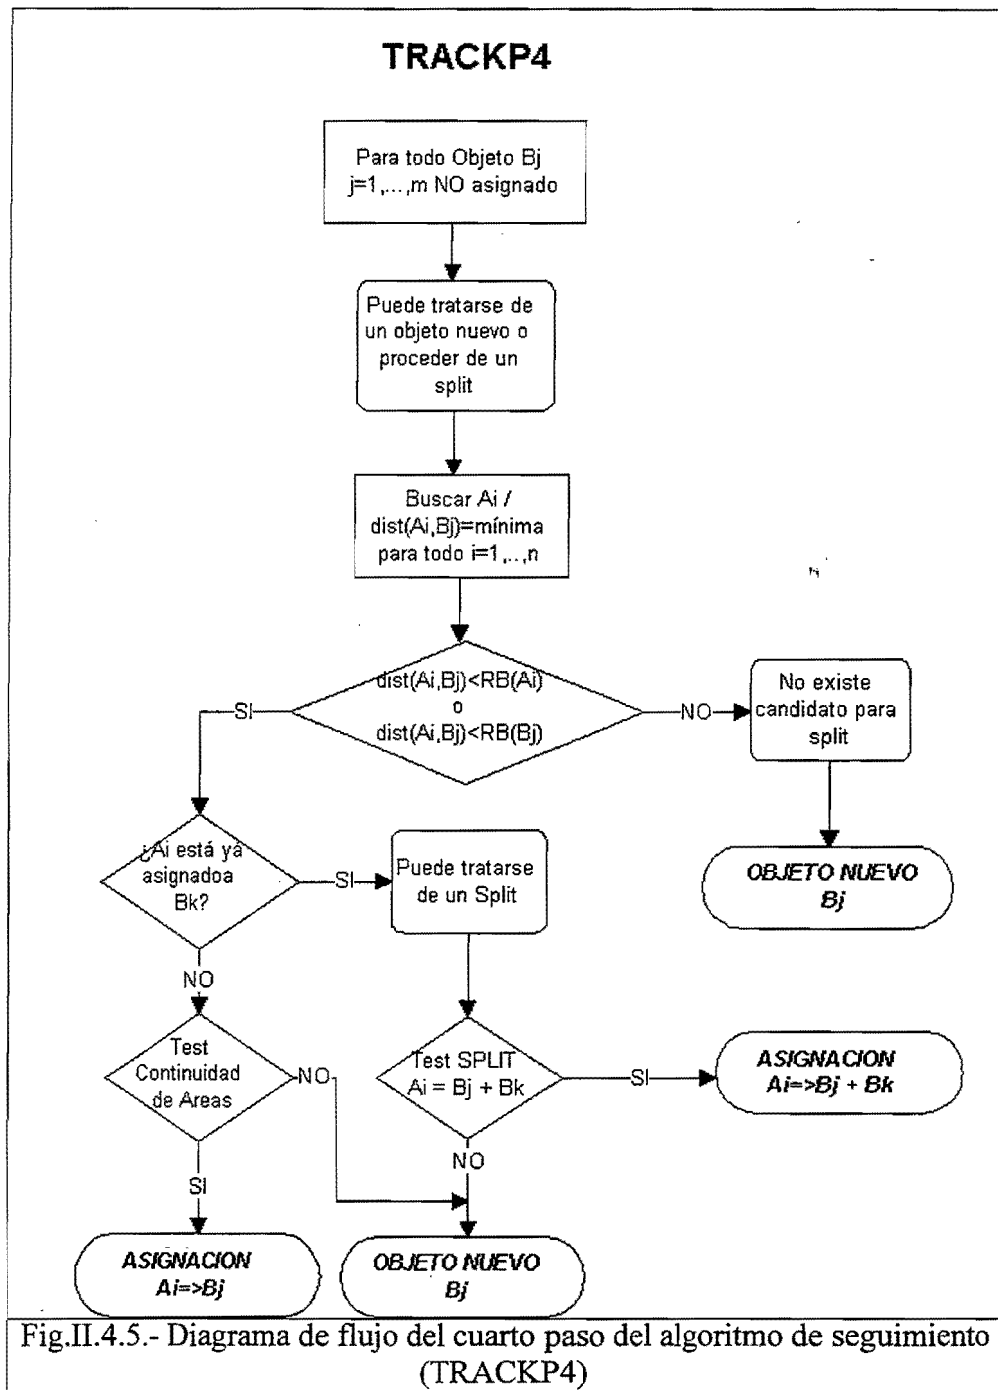 TRACKP4
Para todo Objeto Bj
j=1,...,m NO asignado
Puede tratarse de
un objeto nuevo o
proceder de un
split
Buscar Ai /
dist(Ai,Bj)=mínima
para todo i=1,..,n
dist(Ai,Bj)<RB(Ai)
o
dist(Ai,Bj)<RB(Bj)
SI
NO
No existe
candidato para
split
OBJETO NUEVO
Bj
¿Ai está ya
asignadoa
Bk?
SI
Puede tratarse
de un Split
NO
Test
Continuidad
de Areas
NO
Test SPLIT
Ai = Bj + Bk
SI
ASIGNACION
Ai=>Bj + Bk
NO
SI
ASIGNACION
Ai=>Bj
OBJETO NUEVO
Bj
Fig.II.4.5.- Diagrama de flujo del cuarto paso del algoritmo de seguimiento
(TRACKP4)